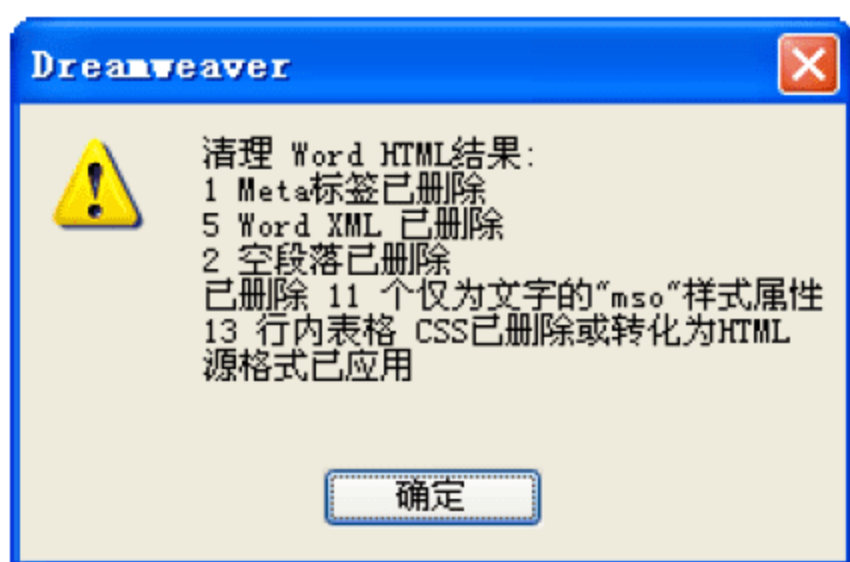 Dreamweaver
清理 Word HTML结果:
1 Meta标签已删除
5 Word XML 已删除
2 空段落已删除
已删除 11 个仅为文字的"mso"样式属性
13 行内表格 CSS已删除或转化为HTML
源格式已应用
确定